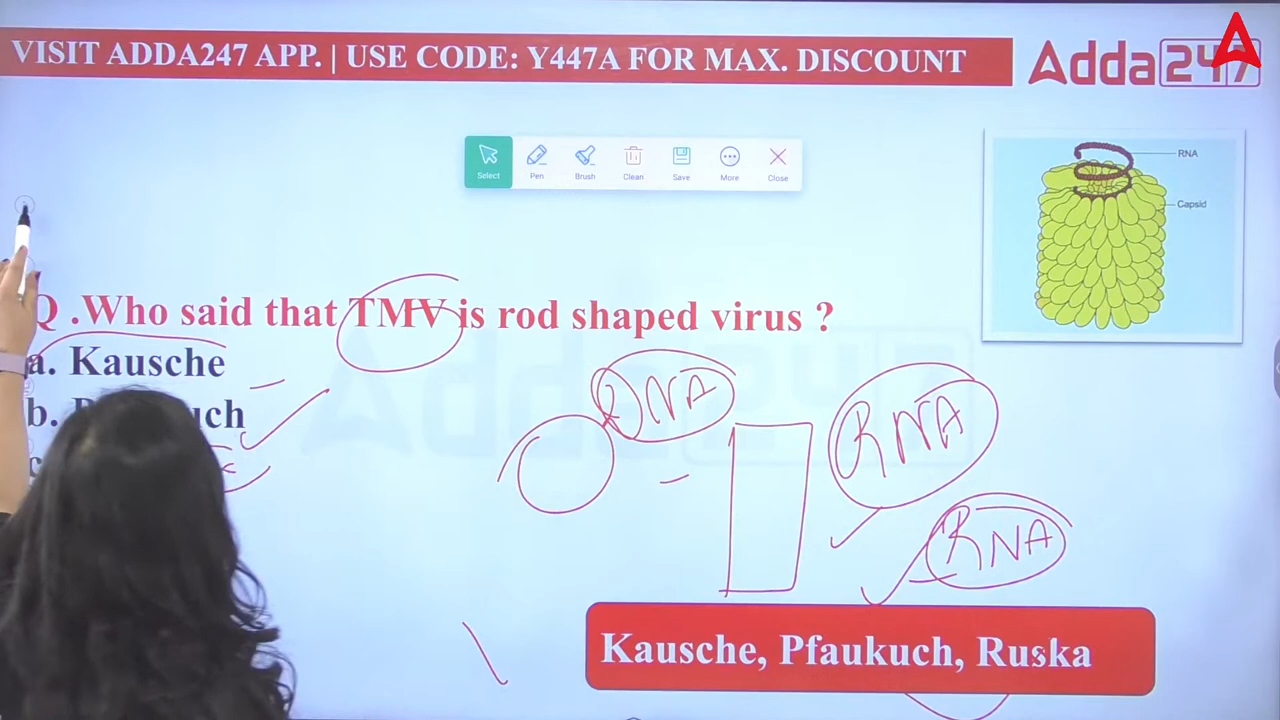 VISIT ADDA247 APP. | USE CODE: Y447A FOR MAX. DISCOUNT
Adda247
Select Pen Brush Clean Save More Close
RNA
Capsid
Q .Who said that TMV is rod shaped virus ?
a. Kausche
b.
c
RNA
RNA
RNA
Kausche, Pfaukuch, Ruska